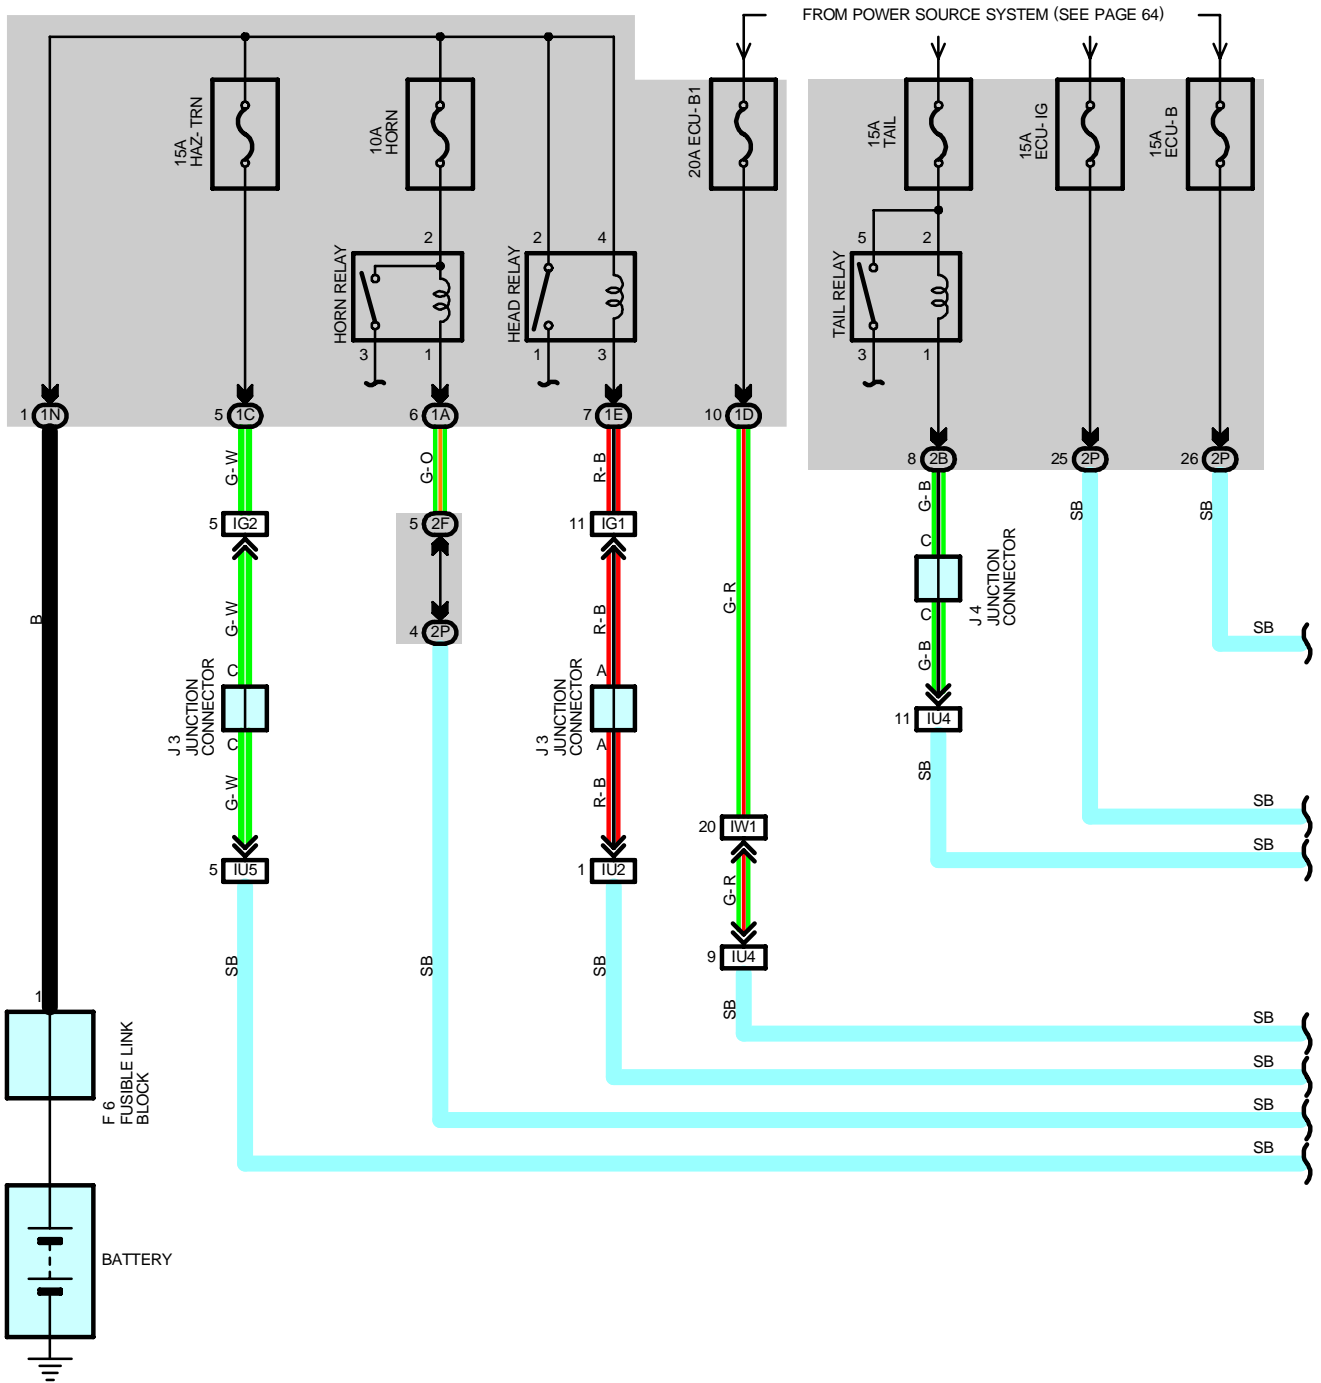 FROM POWER SOURCE SYSTEM (SEE PAGE 64)
15A
HAZ- TRN
10A
HORN
20A ECU- B1
15A
TAIL
15A
ECU- IG
15A
ECU- B
2
2
4
5
2
HORN RELAY
HEAD RELAY
TAIL RELAY
3
1
1
3
3
1
1
1N
5
1C
6
1A
7
1E
10
1D
8
2B
25
2P
26
2P
G- W
G- O
R- B
G- B
SB
SB
5
IG2
5
2F
11
IG1
C
J 4
JUNCTION
CONNECTOR
B
G- W
4
2P
R- B
G- R
C
SB
G- B
C
A
J 3
JUNCTION
CONNECTOR
J 3
JUNCTION
CONNECTOR
C
A
11
IU4
SB
G- W
R- B
SB
20
IW1
SB
5
IU5
1
IU2
G- R
SB
SB
SB
9
IU4
1
SB
SB
F 6
FUSIBLE LINK
BLOCK
SB
SB
SB
BATTERY